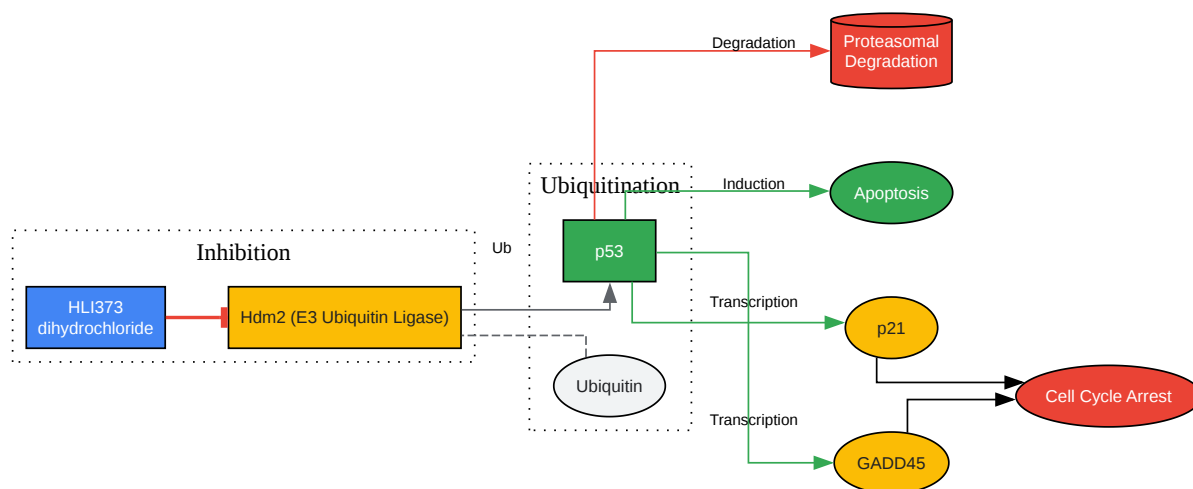 Degradation
Proteasomal
Degradation
Ubiquitination
Induction
Apoptosis
Inhibition
Ub
p53
HLI373
dihydrochloride
Hdm2 (E3 Ubiquitin Ligase)
Transcription
p21
Ubiquitin
Cell Cycle Arrest
Transcription
GADD45